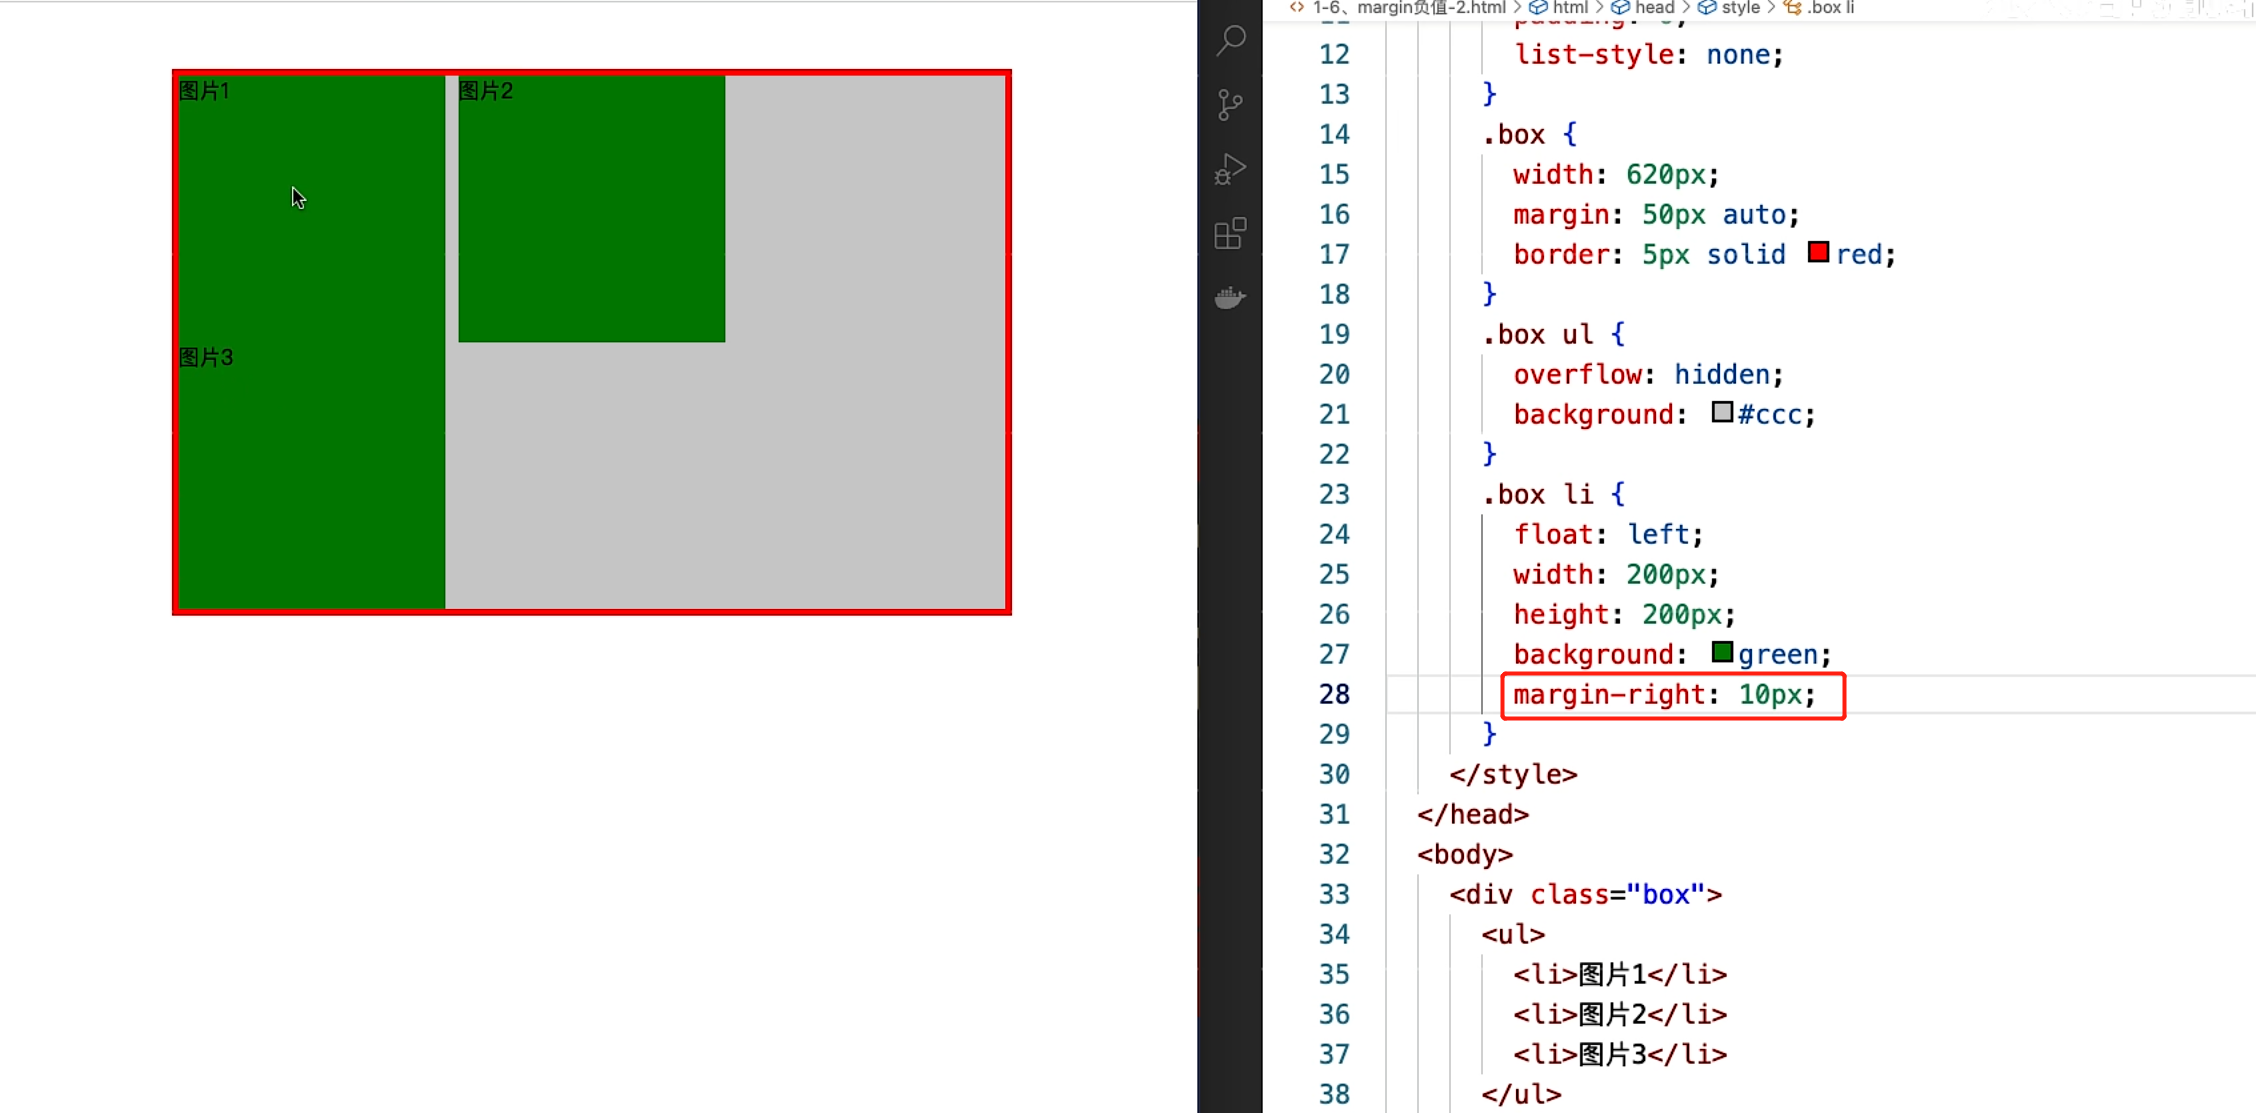 图片1
图片2
图片3
1-6、margin负值-2.html > html > head > style > .box li
12 list-style: none;
13 }
14 .box {
15 width: 620px;
16 margin: 50px auto;
17 border: 5px solid red;
18 }
19 .box ul {
20 overflow: hidden;
21 background: #ccc;
22 }
23 .box li {
24 float: left;
25 width: 200px;
26 height: 200px;
27 background: green;
28 margin-right: 10px;
29 }
30 </style>
31 </head>
32 <body>
33 <div class="box">
34 <ul>
35 <li>图片1</li>
36 <li>图片2</li>
37 <li>图片3</li>
38 </ul>